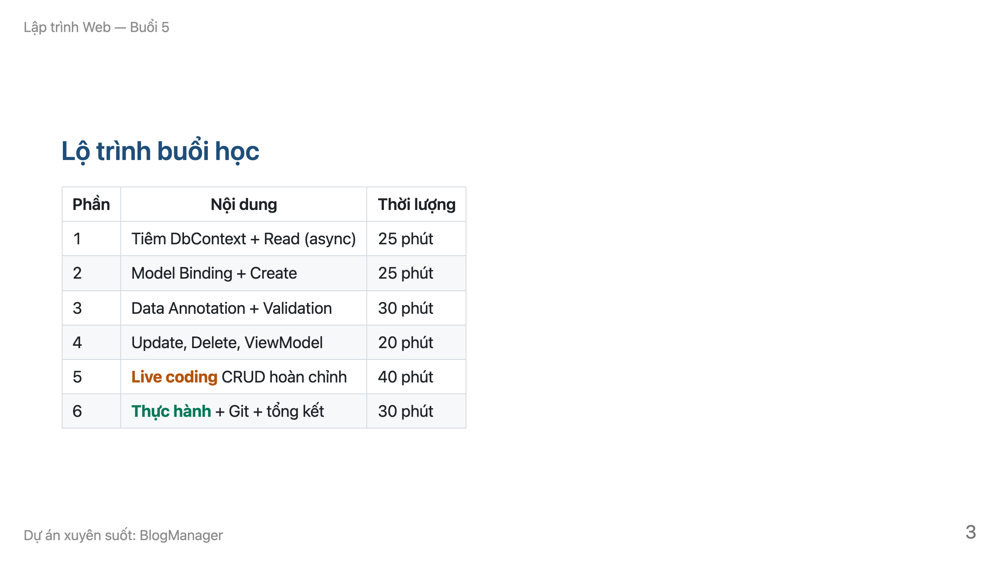 Lập trình Web — Buổi 5
Lộ trình buổi học
Phần Nội dung Thời lượng
1 Tiêm DbContext + Read (async) 25 phút
2 Model Binding + Create 25 phút
3 Data Annotation + Validation 30 phút
4 Update, Delete, ViewModel 20 phút
5 Live coding CRUD hoàn chỉnh 40 phút
6 Thực hành + Git + tổng kết 30 phút
Dự án xuyên suốt: BlogManager
3